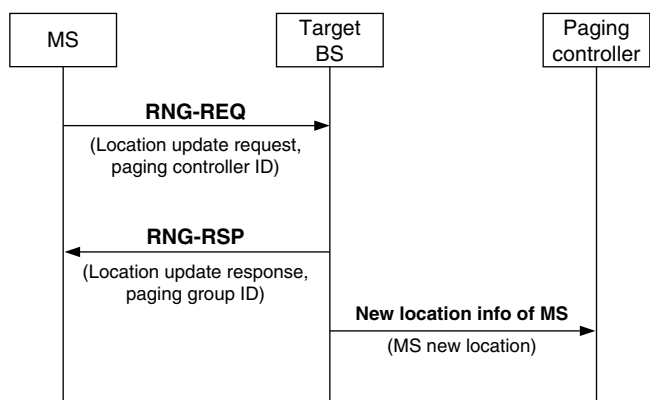 MS
Target
BS
Paging
controller
RNG-REQ
(Location update request,
paging controller ID)
RNG-RSP
(Location update response,
paging group ID)
New location info of MS
(MS new location)